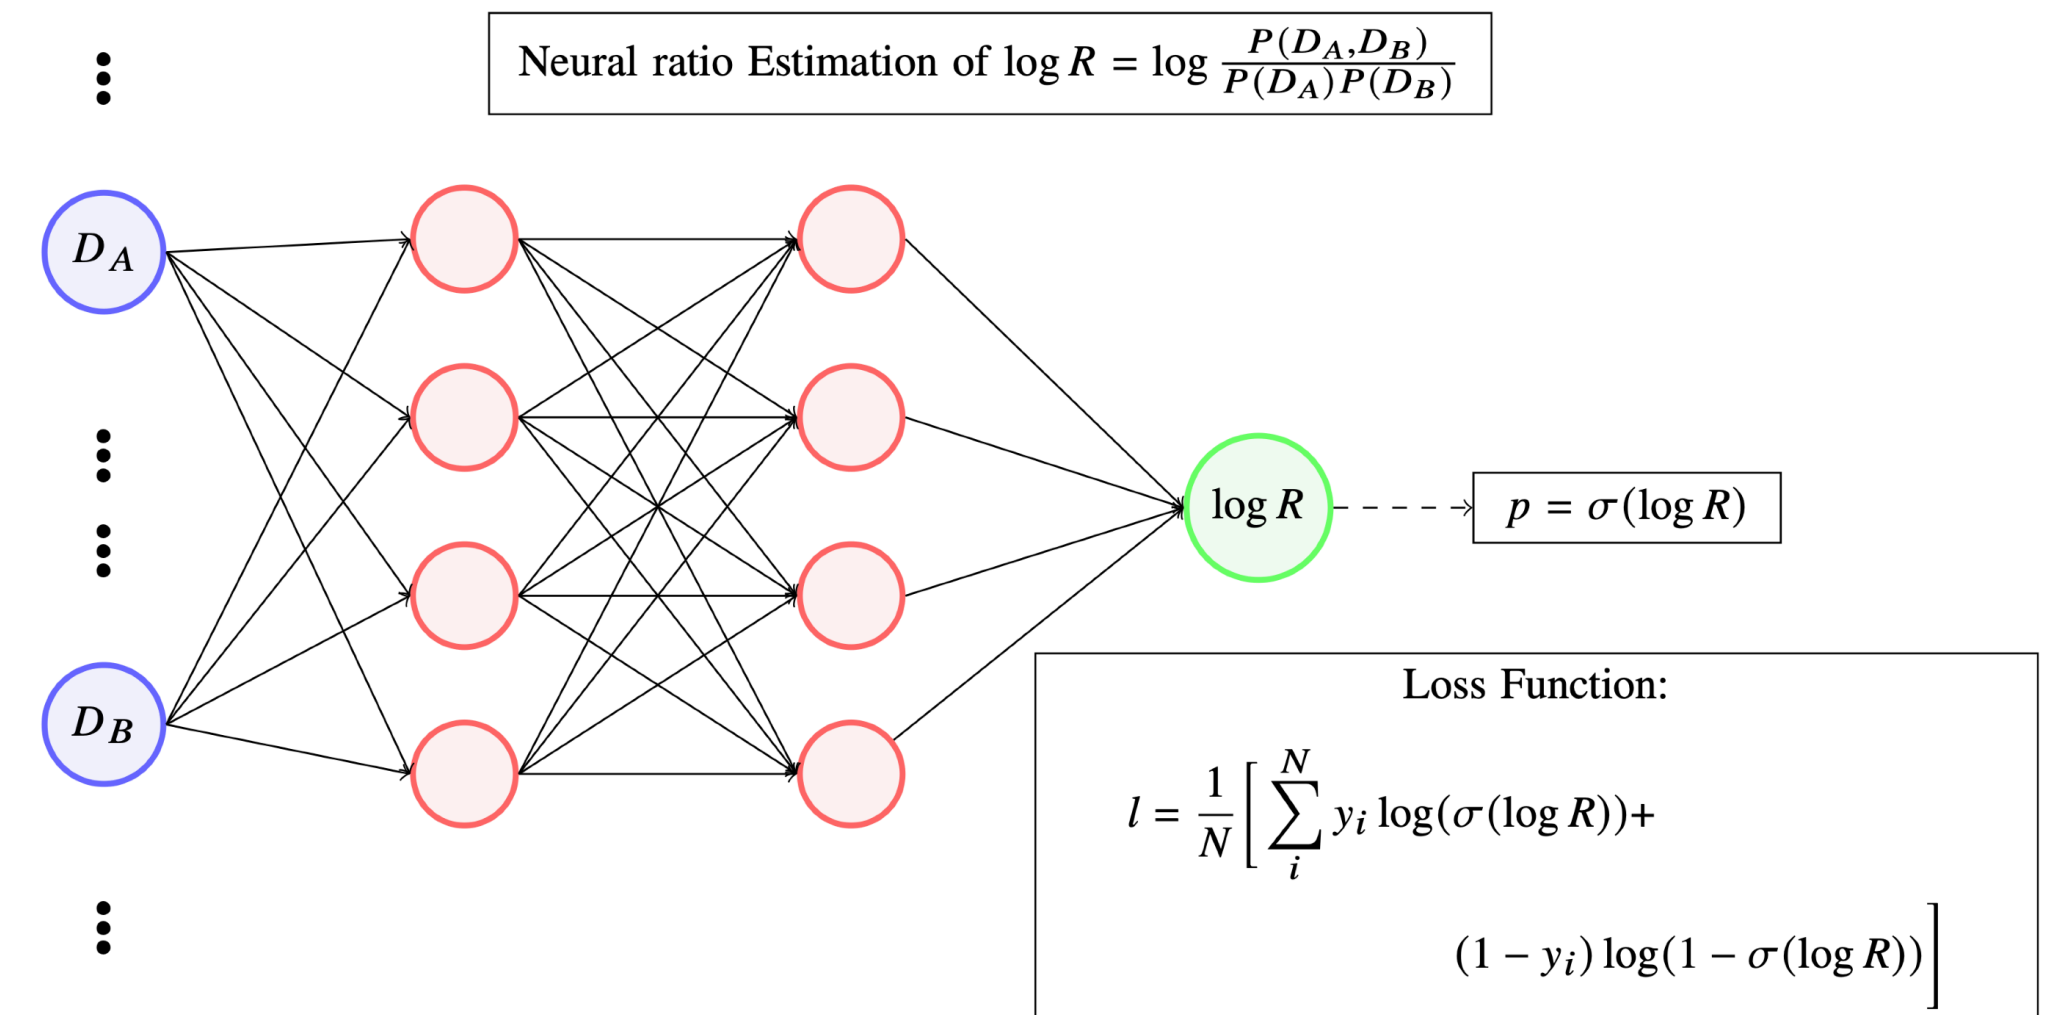 Neural ratio Estimation of log R = log P(D_A,D_B) / P(D_A)P(D_B)
D_A
D_B
log R
p = σ(log R)
Loss Function:
l = 1/N [ ∑_i^N y_i log(σ(log R))+
(1 − y_i) log(1 − σ(log R)) ]